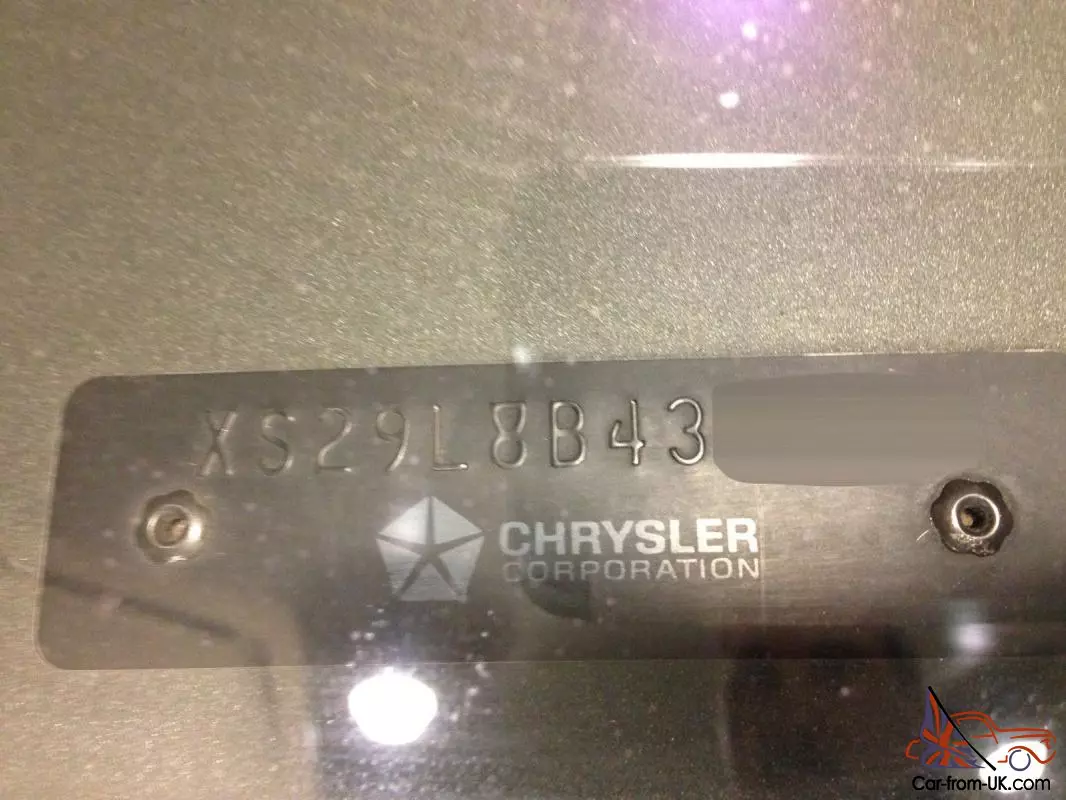 XS29L8B43
CHRYSLER
CORPORATION
Car-from-UK.com